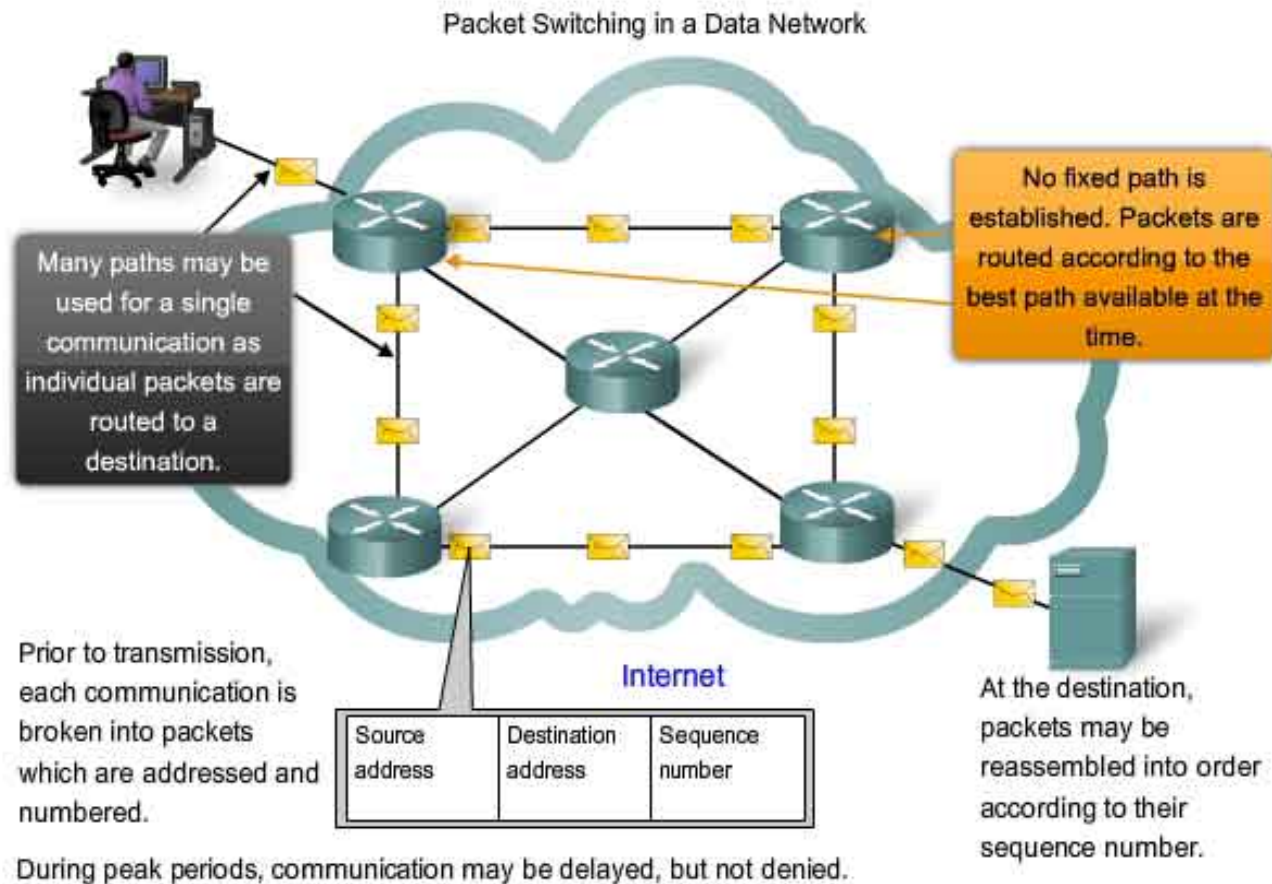 Packet Switching in a Data Network
Many paths may be
used for a single
communication as
individual packets are
routed to a
destination.
No fixed path is
established. Packets are
routed according to the
best path available at the
time.
Prior to transmission,
each communication is
broken into packets
which are addressed and
numbered.
Internet
Source
address
Destination
address
Sequence
number
At the destination,
packets may be
reassembled into order
according to their
sequence number.
During peak periods, communication may be delayed, but not denied.